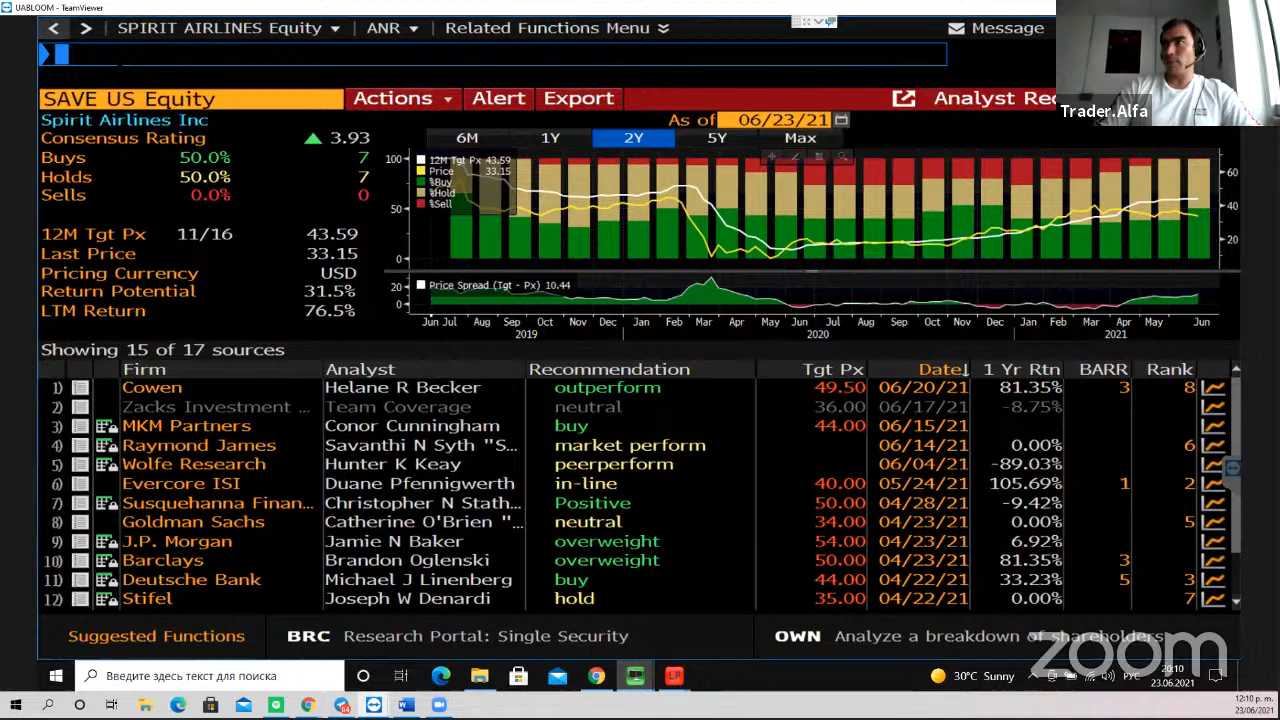 UABLOOM - TeamViewer
SPIRIT AIRLINES Equity ANR Related Functions Menu Message
SAVE US Equity Actions Alert Export Analyst Rec
Trader.Alfa
Spirit Airlines Inc As of 06/23/21
Consensus Rating 3.93 6M 1Y 2Y 5Y Max
Buys 50.0% 7
Holds 50.0% 7
Sells 0.0% 0
12M Tgt Px 11/16 43.59
Last Price 33.15
Pricing Currency USD
Return Potential 31.5%
LTM Return 76.5%
12M Tgt Px 43.59
Price 33.15
%Buy
%Hold
%Sell
100
50
0
60
40
20
Price Spread (Tgt - Px) 10.44
20
0
Jun Jul Aug Sep Oct Nov Dec Jan Feb Mar Apr May Jun Jul Aug Sep Oct Nov Dec Jan Feb Mar Apr May Jun
2019 2020 2021
Showing 15 of 17 sources
Firm Analyst Recommendation Tgt Px Date↓ 1 Yr Rtn BARR Rank
1) Cowen Helane R Becker outperform 49.50 06/20/21 81.35% 3 8
2) Zacks Investment ... Team Coverage neutral 36.00 06/17/21 -8.75%
3) MKM Partners Conor Cunningham buy 44.00 06/15/21
4) Raymond James Savanthi N Syth "S... market perform 06/14/21 0.00% 6
5) Wolfe Research Hunter K Keay peerperform 06/04/21 -89.03%
6) Evercore ISI Duane Pfennigwerth in-line 40.00 05/24/21 105.69% 1 2
7) Susquehanna Finan... Christopher N Stath... Positive 50.00 04/28/21 -9.42%
8) Goldman Sachs Catherine O'Brien "... neutral 34.00 04/23/21 0.00% 5
9) J.P. Morgan Jamie N Baker overweight 54.00 04/23/21 6.92%
10) Barclays Brandon Oglenski overweight 50.00 04/23/21 81.35% 3
11) Deutsche Bank Michael J Linenberg buy 44.00 04/22/21 33.23% 5 3
12) Stifel Joseph W Denardi hold 35.00 04/22/21 0.00% 7
Suggested Functions BRC Research Portal: Single Security OWN Analyze a breakdown of shareholders
zoom
Введите здесь текст для поиска 30°C Sunny РУС 20:10
23.06.2021
12:10 p. m.
23/06/2021